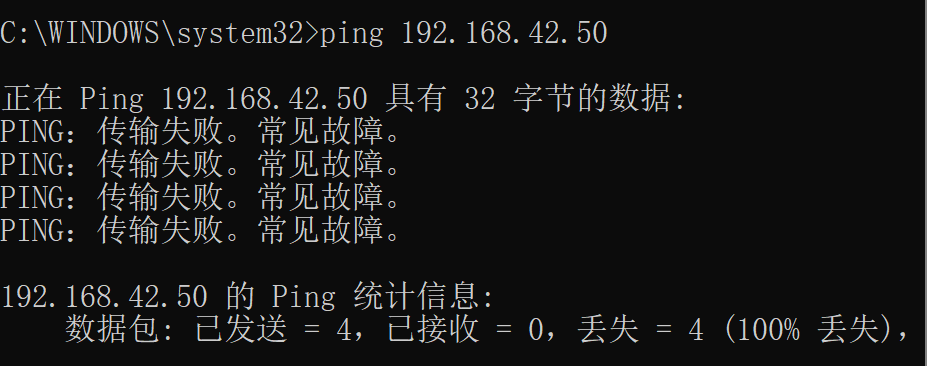 C:\WINDOWS\system32>ping 192.168.42.50
正在 Ping 192.168.42.50 具有 32 字节的数据:
PING: 传输失败。常见故障。
PING: 传输失败。常见故障。
PING: 传输失败。常见故障。
PING: 传输失败。常见故障。
192.168.42.50 的 Ping 统计信息:
数据包: 已发送 = 4，已接收 = 0，丢失 = 4 (100% 丢失)，